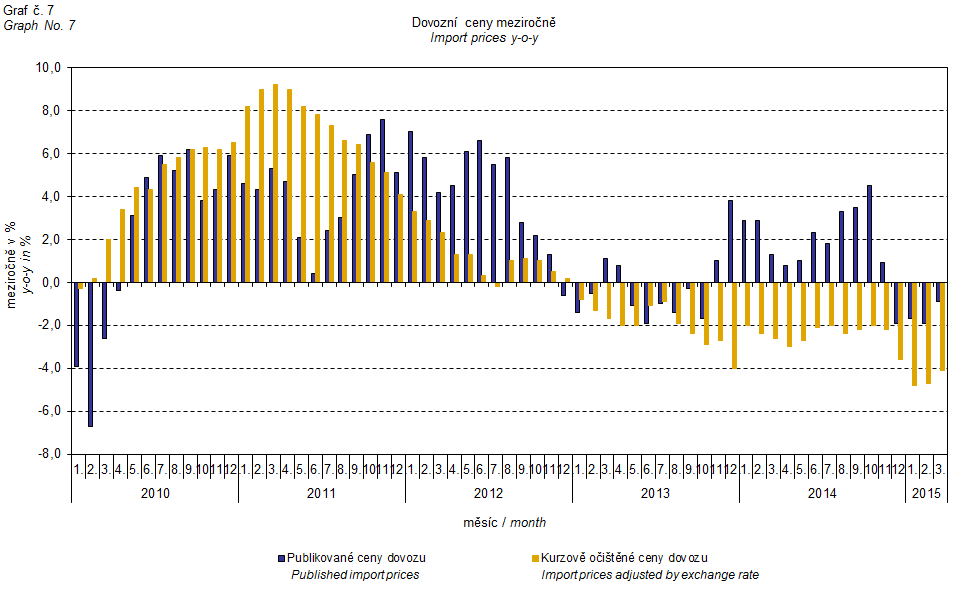 Graf č. 7
Graph No. 7
Dovozní ceny meziročně
Import prices y-o-y
meziročně v %
y-o-y in %
10,0
8,0
6,0
4,0
2,0
0,0
-2,0
-4,0
-6,0
-8,0
1. 2. 3. 4. 5. 6. 7. 8. 9. 10 11 12 1. 2. 3. 4. 5. 6. 7. 8. 9. 10 11 12 1. 2. 3. 4. 5. 6. 7. 8. 9. 10 11 12 1. 2. 3. 4. 5. 6. 7. 8. 9. 10 11 12 1. 2. 3. 4. 5. 6. 7. 8. 9. 10 11 12 1. 2. 3.
2010 2011 2012 2013 2014 2015
měsíc / month
Publikované ceny dovozu Kurzově očištěné ceny dovozu
Published import prices Import prices adjusted by exchange rate